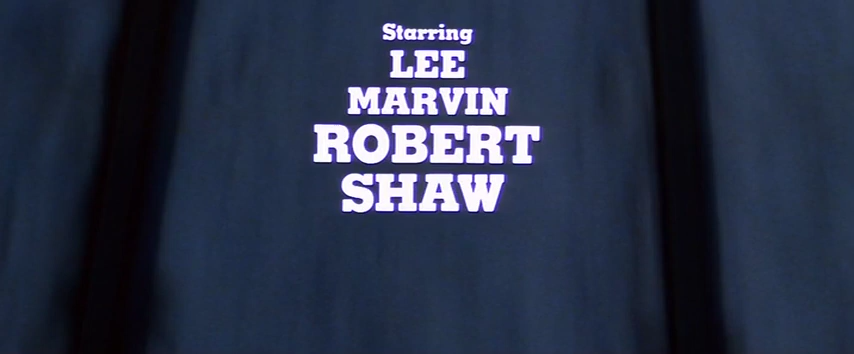 Starring
LEE
MARVIN
ROBERT
SHAW